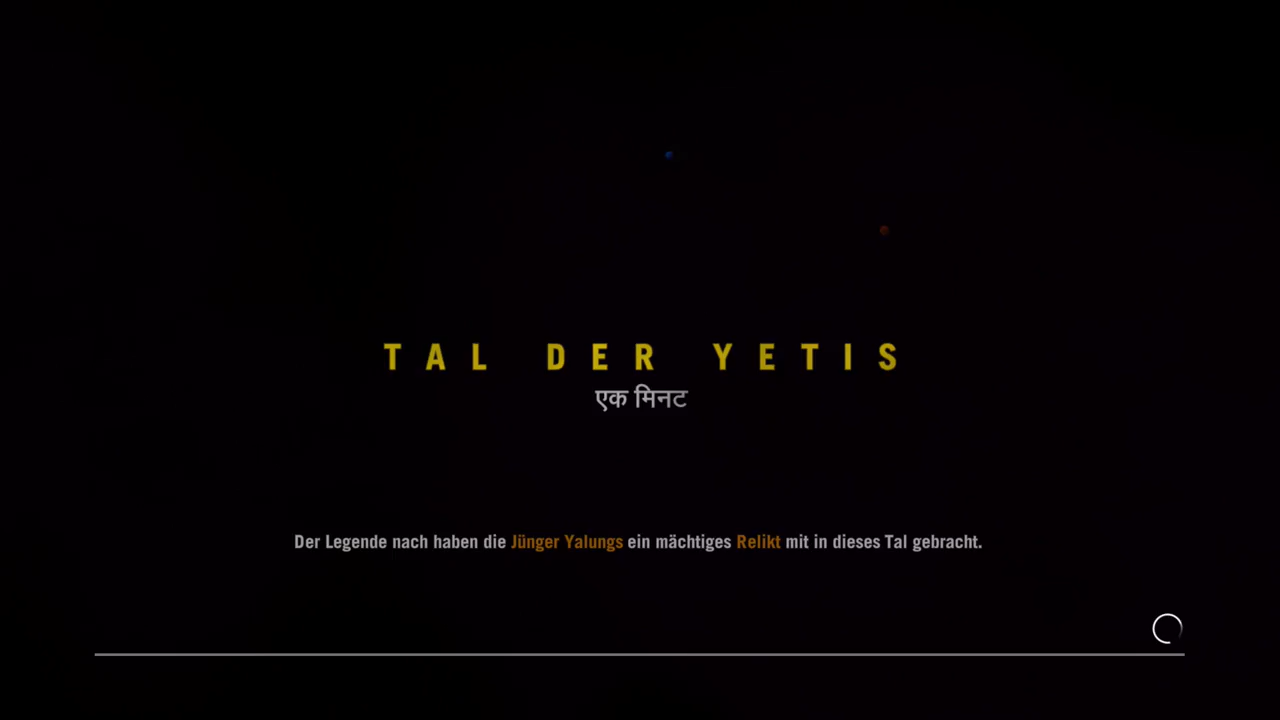 TAL DER YETIS
एक मिनट
Der Legende nach haben die Jünger Yalungs ein mächtiges Relikt mit in dieses Tal gebracht.